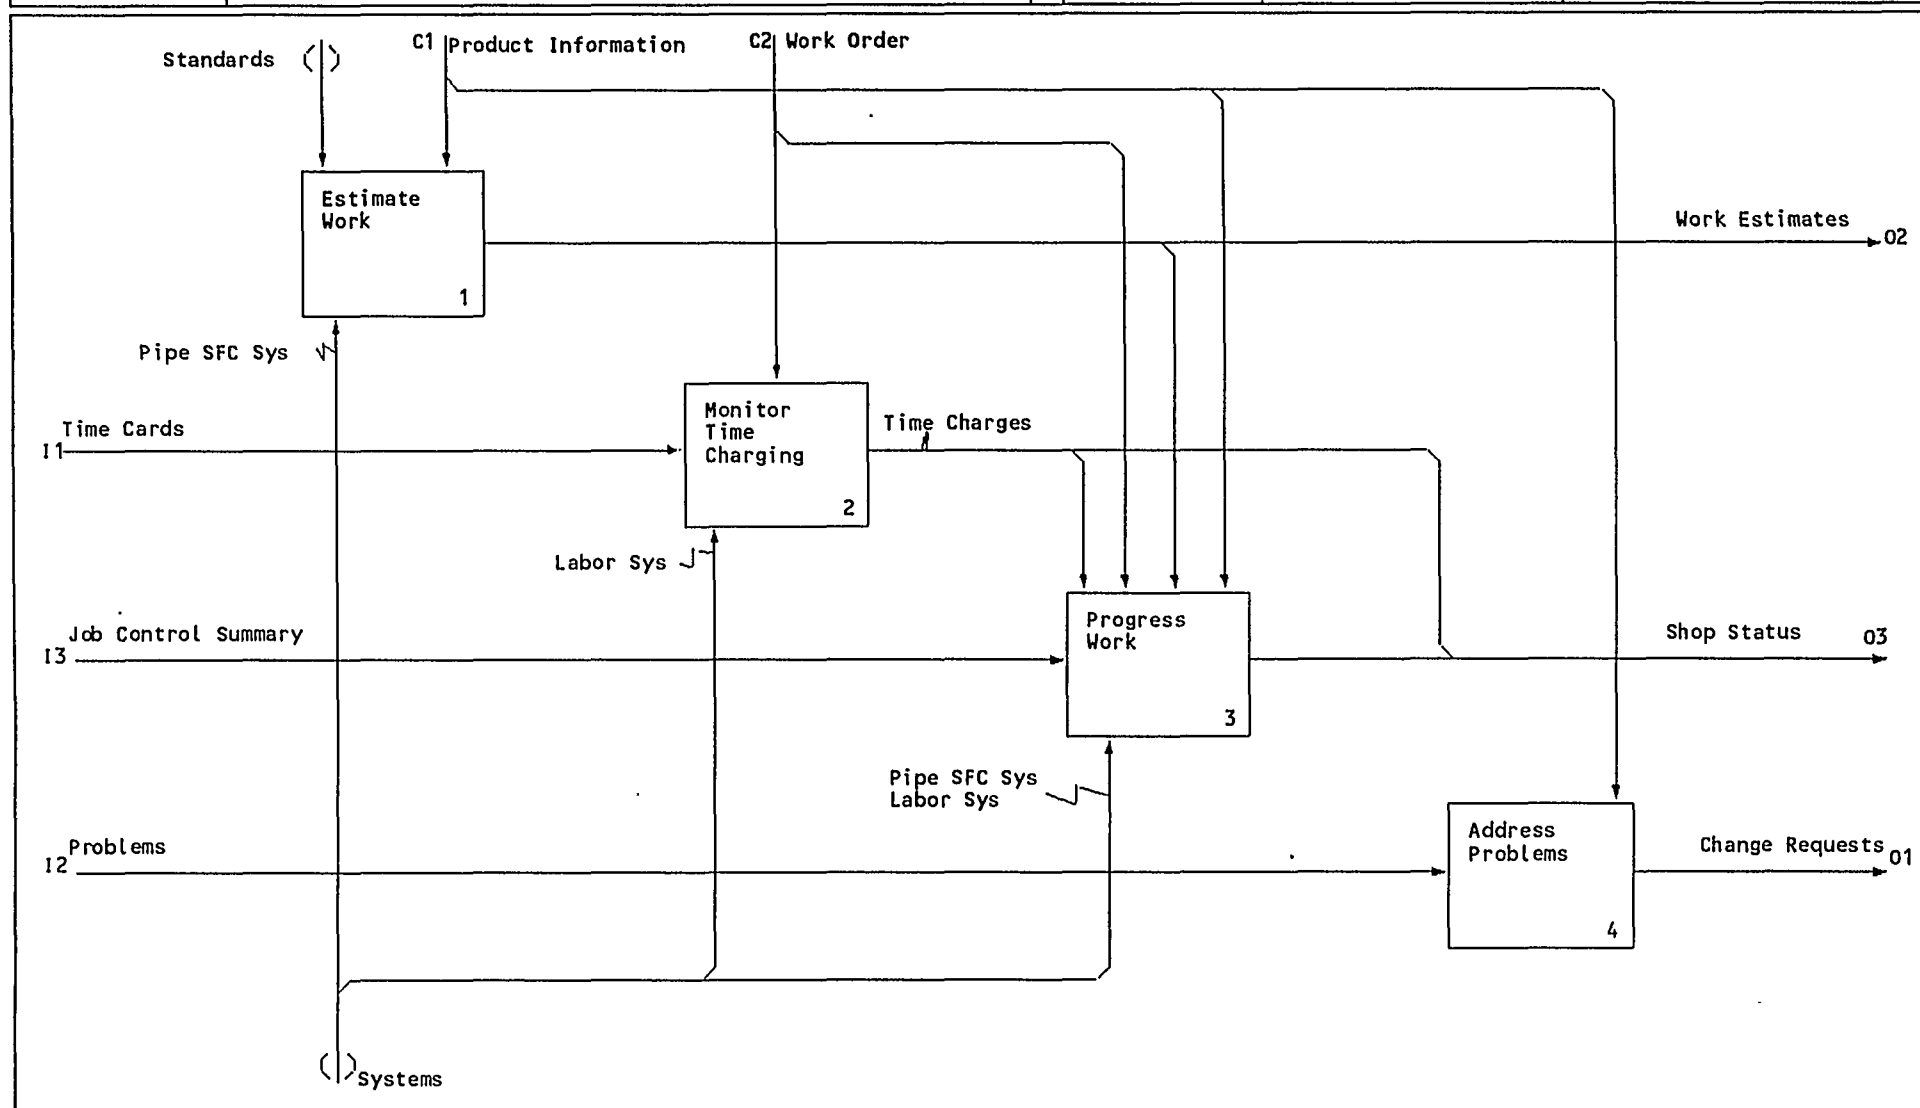 Standards
C1 Product Information
C2 Work Order
Estimate
Work
1
Work Estimates
O2
Pipe SFC Sys
Time Cards
I1
Monitor
Time
Charging
2
Time Charges
Labor Sys
Job Control Summary
I3
Progress
Work
3
Shop Status
O3
Pipe SFC Sys
Labor Sys
Problems
I2
Address
Problems
4
Change Requests
O1
Systems